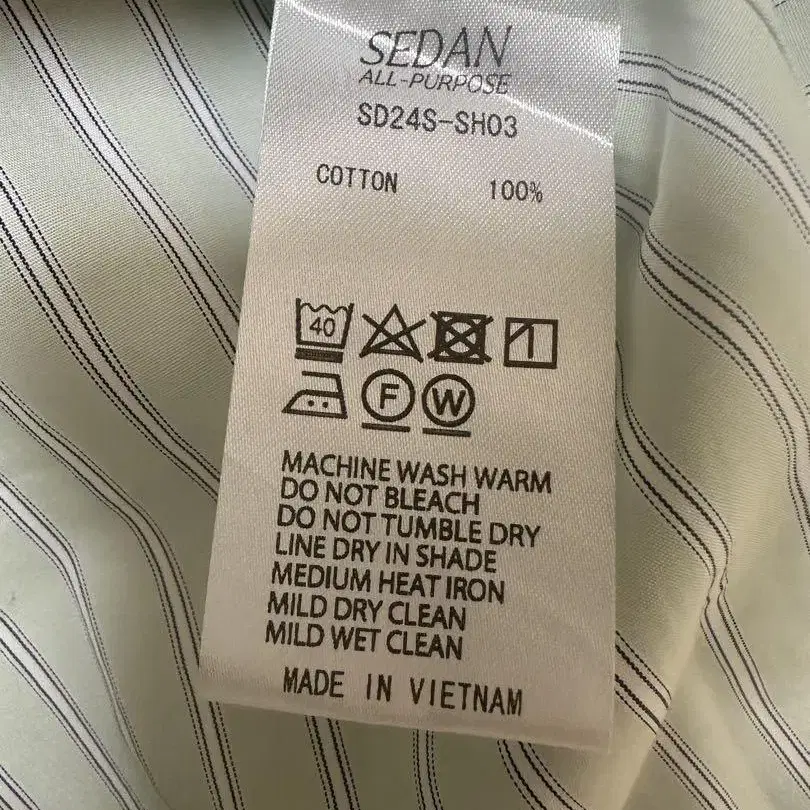 SEDAN
ALL-PURPOSE
SD24S-SH03
COTTON 100%
40
F W
MACHINE WASH WARM
DO NOT BLEACH
DO NOT TUMBLE DRY
LINE DRY IN SHADE
MEDIUM HEAT IRON
MILD DRY CLEAN
MILD WET CLEAN
MADE IN VIETNAM